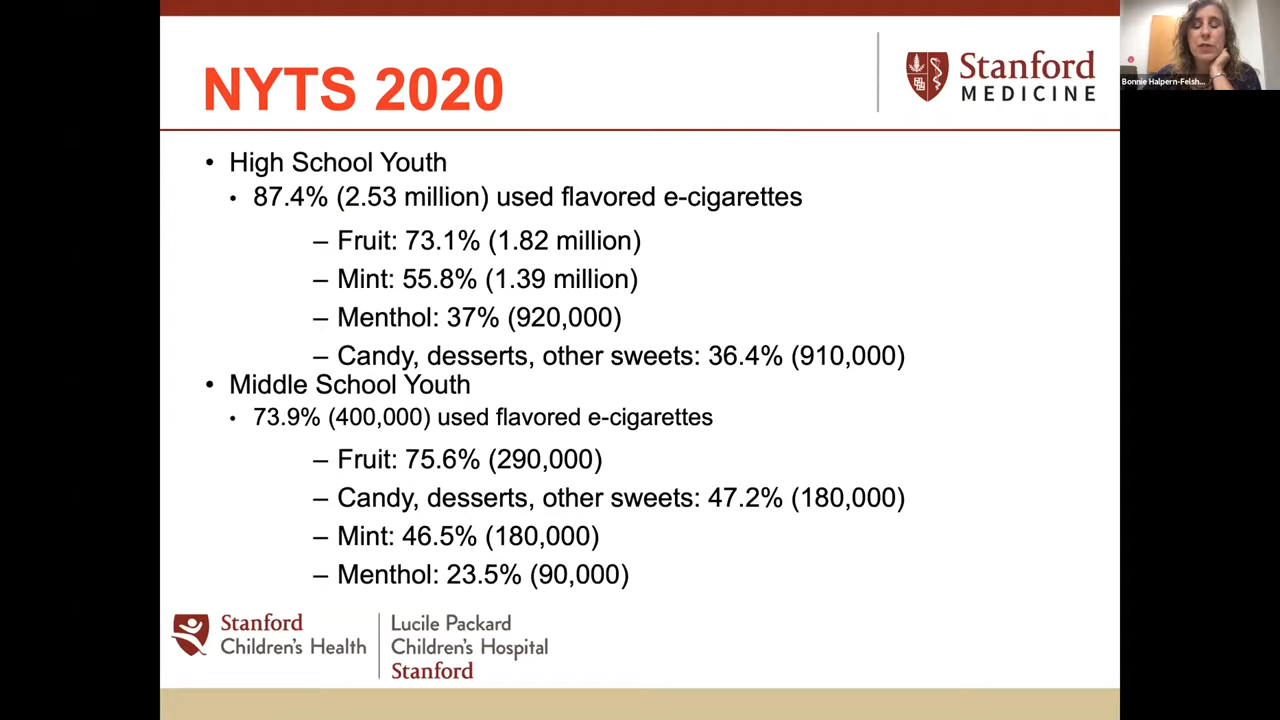 NYTS 2020
Stanford
MEDICINE
Bonnie Halpern-Felsh...
• High School Youth
• 87.4% (2.53 million) used flavored e-cigarettes
– Fruit: 73.1% (1.82 million)
– Mint: 55.8% (1.39 million)
– Menthol: 37% (920,000)
– Candy, desserts, other sweets: 36.4% (910,000)
• Middle School Youth
• 73.9% (400,000) used flavored e-cigarettes
– Fruit: 75.6% (290,000)
– Candy, desserts, other sweets: 47.2% (180,000)
– Mint: 46.5% (180,000)
– Menthol: 23.5% (90,000)
Stanford
Children's Health
Lucile Packard
Children's Hospital
Stanford